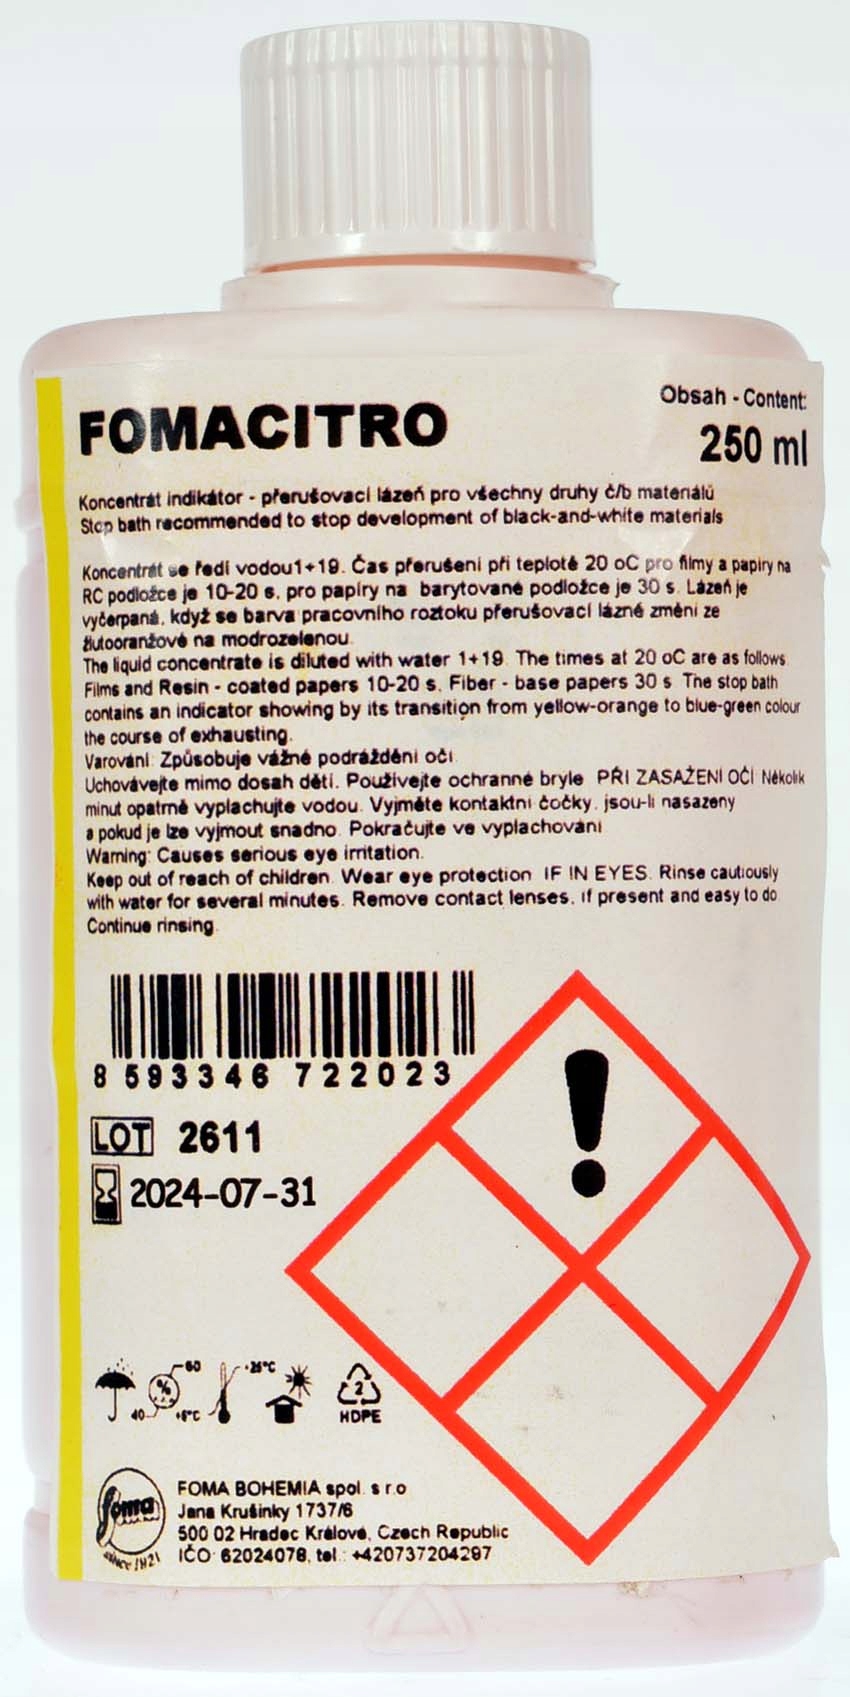 FOMACITRO
Obsah - Content:
250 ml
Koncentrát indikátor - přerušovací lázeň pro všechny druhy č/b materiálů
Stop bath recommended to stop development of black-and-white materials
Koncentrát se ředí vodou1+19. Čas přerušení při teplotě 20 oC pro filmy a papíry na
RC podložce je 10-20 s, pro papíry na barytované podložce je 30 s. Lázeň je
vyčerpaná, když se barva pracovního roztoku přerušovací lázně změní ze
žlutooranžové na modrozelenou.
The liquid concentrate is diluted with water 1+19. The times at 20 oC are as follows
Films and Resin - coated papers 10-20 s, Fiber - base papers 30 s. The stop bath
contains an indicator showing by its transition from yellow-orange to blue-green colour
the course of exhausting.
Varování: Způsobuje vážné podráždění očí.
Uchovávejte mimo dosah dětí. Používejte ochranné brýle. PŘI ZASAŽENÍ OČÍ: Několik
minut opatrně vyplachujte vodou. Vyjměte kontaktní čočky, jsou-li nasazeny
a pokud je lze vyjmout snadno. Pokračujte ve vyplachování
Warning: Causes serious eye irritation.
Keep out of reach of children. Wear eye protection. IF IN EYES: Rinse cautiously
with water for several minutes. Remove contact lenses, if present and easy to do.
Continue rinsing.
8 593346 722023
LOT 2611
2024-07-31
60
%
40
+5°C
+25°C
2
HDPE
foma
since 1921
FOMA BOHEMIA spol. s r.o
Jana Krušinky 1737/6
500 02 Hradec Králové, Czech Republic
IČO: 62024078, tel.: +420737204297